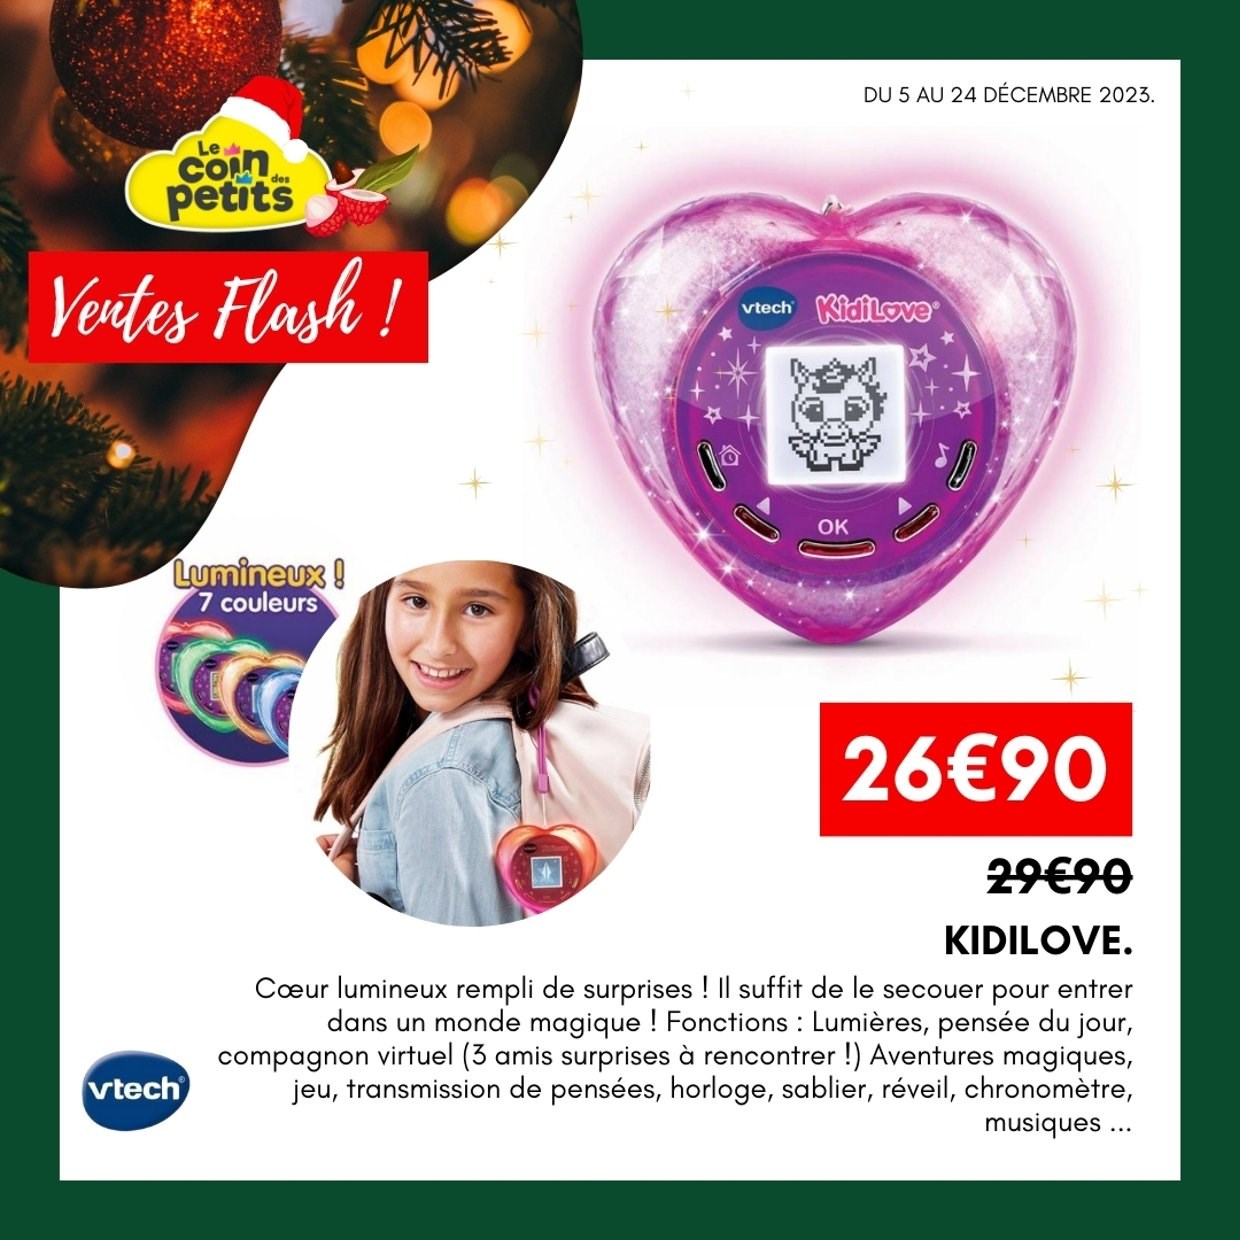 DU 5 AU 24 DÉCEMBRE 2023.
Le
coin
des
petits
Ventes Flash !
vtech
KidiLove
OK
Lumineux !
7 couleurs
26€90
29€90
KIDILOVE.
Cœur lumineux rempli de surprises ! Il suffit de le secouer pour entrer
dans un monde magique ! Fonctions : Lumières, pensée du jour,
compagnon virtuel (3 amis surprises à rencontrer !) Aventures magiques,
jeu, transmission de pensées, horloge, sablier, réveil, chronomètre,
musiques ...
vtech